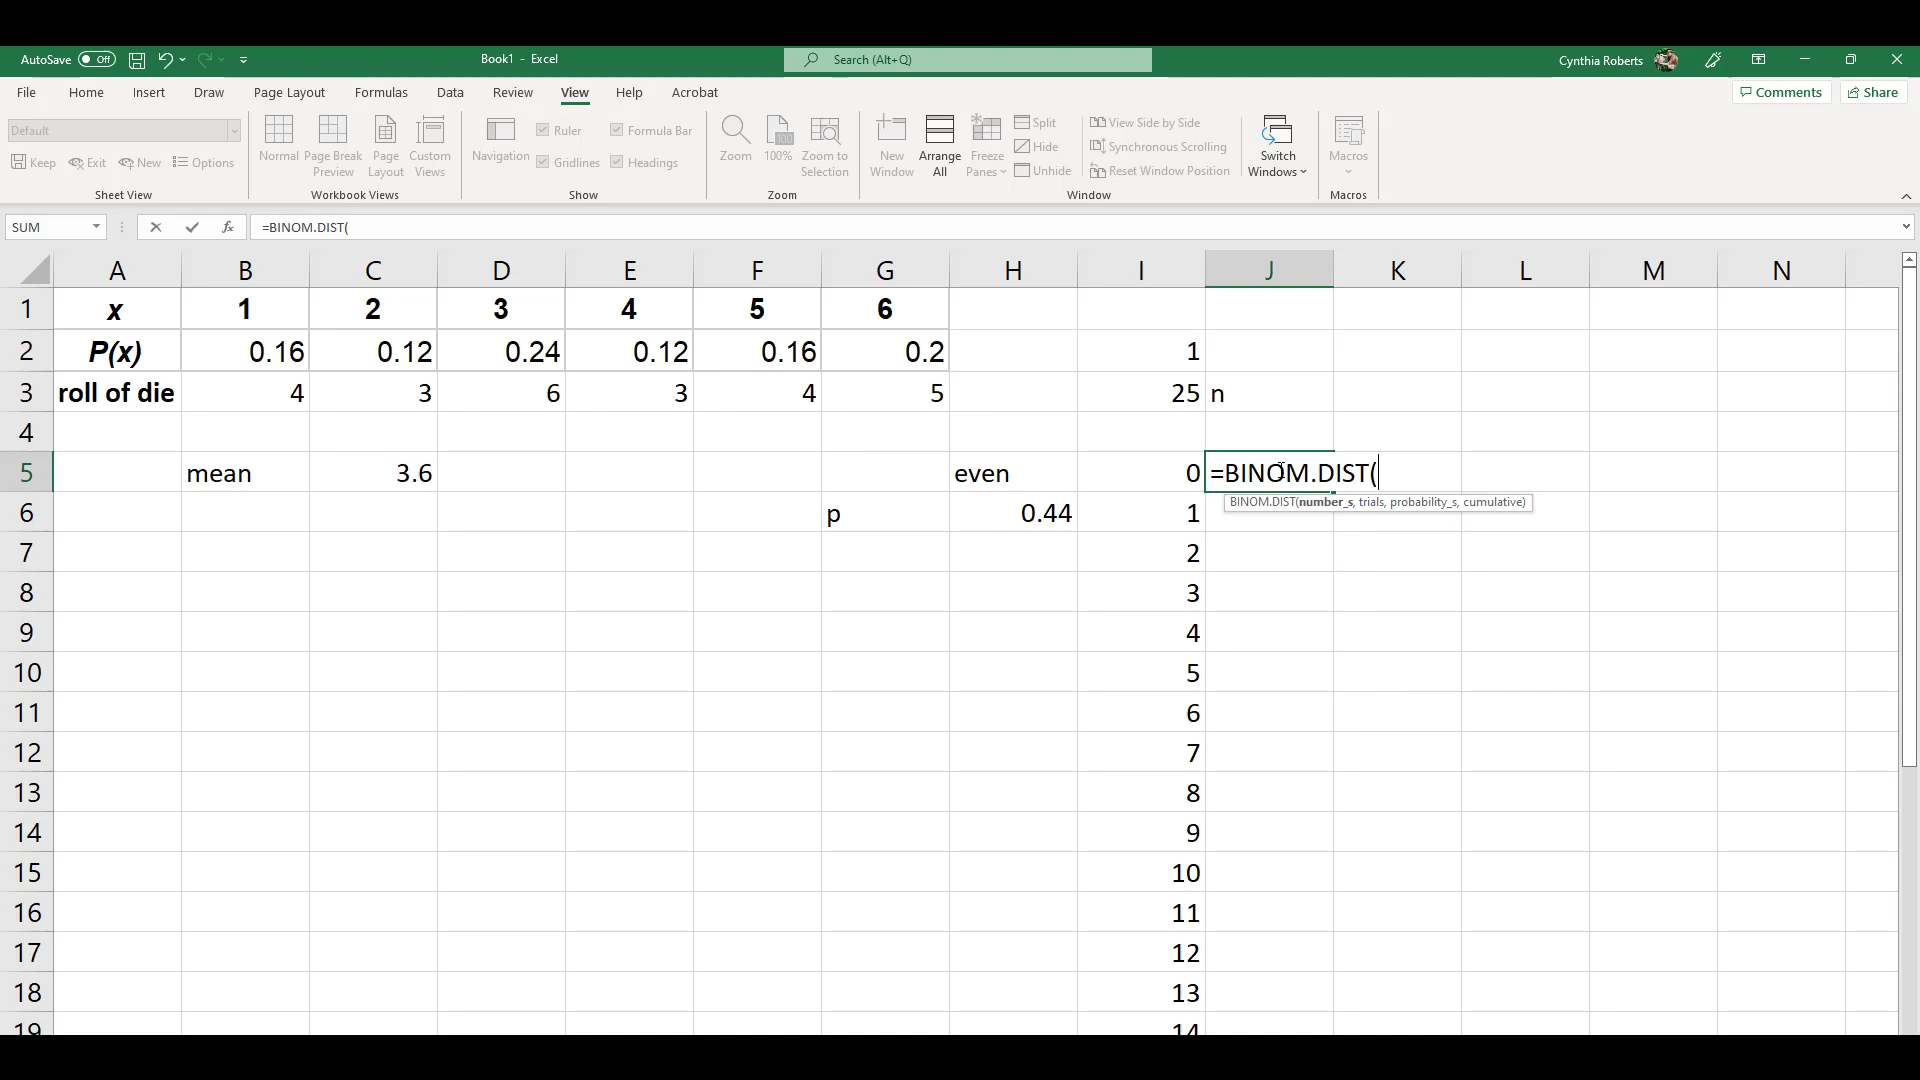 AutoSave Off Book1 - Excel Search (Alt+Q) Cynthia Roberts
File Home Insert Draw Page Layout Formulas Data Review View Help Acrobat Comments Share
Default
Keep Exit New Options
Sheet View
Normal Page Break Preview Page Layout Custom Views
Workbook Views
Navigation Ruler Formula Bar
Gridlines Headings
Show
Zoom 100% Zoom to Selection
Zoom
New Window Arrange All Freeze Panes
Split
Hide
Unhide
View Side by Side
Synchronous Scrolling
Reset Window Position
Switch Windows
Window
Macros
Macros
SUM fx =BINOM.DIST(
A B C D E F G H I J K L M N
1 x 1 2 3 4 5 6
2 P(x) 0.16 0.12 0.24 0.12 0.16 0.2 1
3 roll of die 4 3 6 3 4 5 25 n
4
5 mean 3.6 even 0 =BINOM.DIST(
BINOM.DIST(number_s, trials, probability_s, cumulative)
6 p 0.44 1
7 2
8 3
9 4
10 5
11 6
12 7
13 8
14 9
15 10
16 11
17 12
18 13
19 14